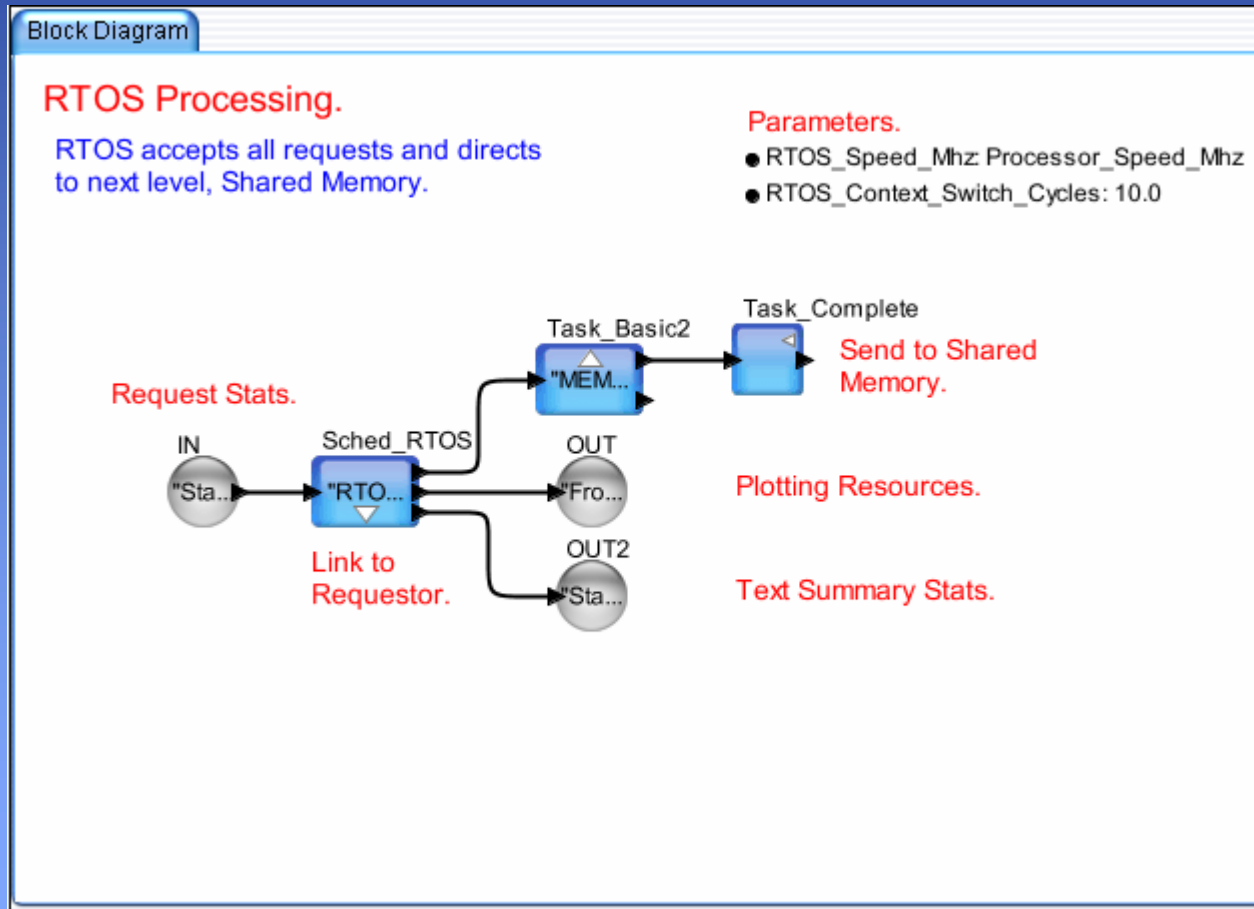 Block Diagram
RTOS Processing.
RTOS accepts all requests and directs
to next level, Shared Memory.
Parameters.
RTOS_Speed_Mhz: Processor_Speed_Mhz
RTOS_Context_Switch_Cycles: 10.0
Task_Complete
Task_Basic2
"MEM...
Send to Shared
Memory.
Request Stats.
IN
"Sta...
Sched_RTOS
"RTO...
OUT
"Fro...
Plotting Resources.
Link to
Requestor.
OUT2
"Sta...
Text Summary Stats.